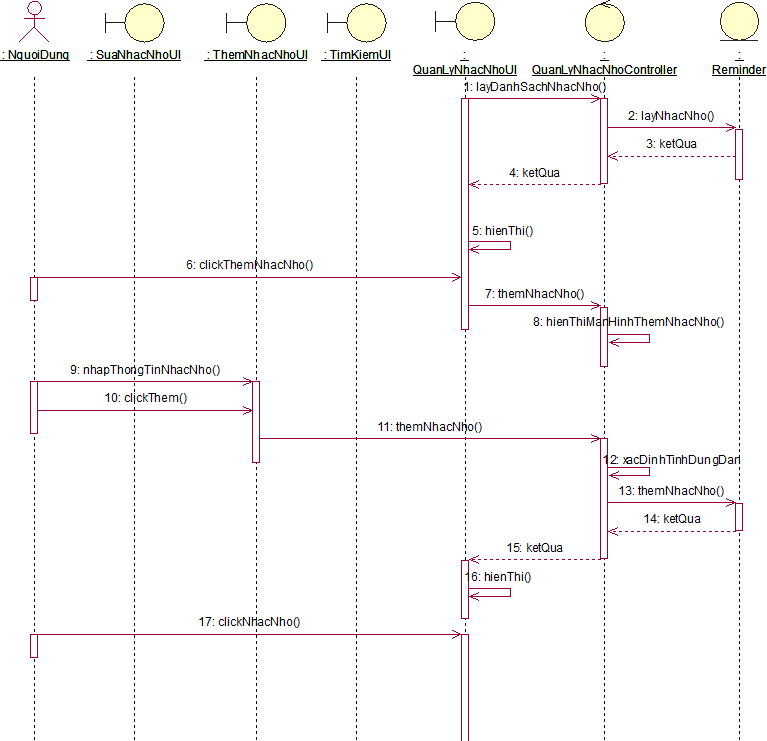 : NguoiDung
: SuaNhacNhoUI
: ThemNhacNhoUI
: TimKiemUI
:
QuanLyNhacNhoUI
:
QuanLyNhacNhoController
:
Reminder
1: layDanhSachNhacNho()
2: layNhacNho()
3: ketQua
4: ketQua
5: hienThi()
6: clickThemNhacNho()
7: themNhacNho()
8: hienThiManHinhThemNhacNho()
9: nhapThongTinNhacNho()
10: clickThem()
11: themNhacNho()
12: xacDinhTinhDungDan
13: themNhacNho()
14: ketQua
15: ketQua
16: hienThi()
17: clickNhacNho()